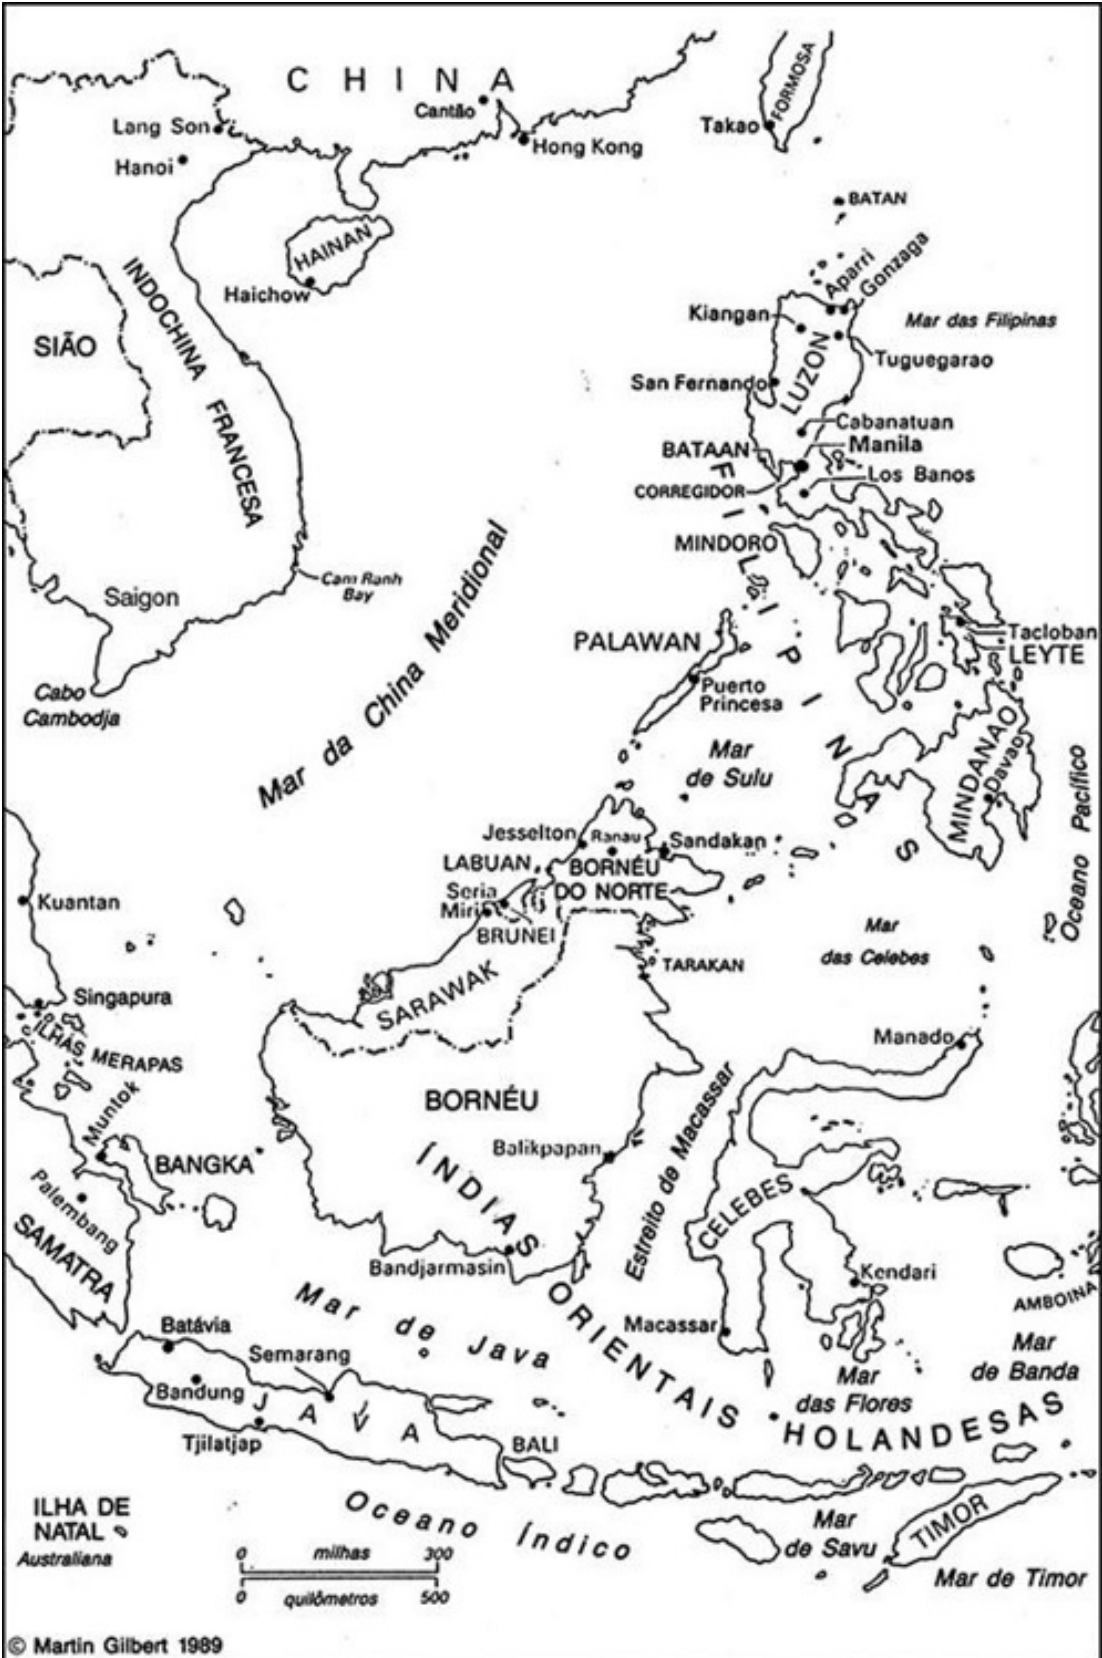 CHINA
FORMOSA
Cantão
Lang Son
Takao
Hong Kong
Hanoi
BATAN
HAINAN
Aparri
Gonzaga
Haichow
INDOCHINA FRANCESA
Kiangan
Mar das Filipinas
SIÃO
LUZON
Tuguegarao
San Fernando
Cabanatuan
BATAAN
Manila
Los Banos
CORREGIDOR
FILIPINAS
MINDORO
Cam Ranh
Bay
Saigon
Mar da China Meridional
Tacloban
LEYTE
PALAWAN
Puerto
Princesa
Cabo
Cambodja
MINDANAO
Davao
Mar
de Sulu
Oceano Pacífico
Jesselton
Ranau
Sandakan
LABUAN
BORNÉU
DO NORTE
Seria
Miri
Kuantan
BRUNEI
Mar
das Celebes
TARAKAN
SARAWAK
Singapura
ILHAS MERAPAS
Manado
Muntok
BORNÉU
Estreito de Macassar
Balikpapan
BANGKA
Palembang
ÍNDIAS ORIENTAIS HOLANDESAS
CELEBES
SAMATRA
Bandjarmasin
Kendari
AMBOINA
Mar de Java
Batávia
Macassar
Semarang
Mar
de Banda
Mar
das Flores
Bandung
JAVA
Tjilatjap
BALI
ILHA DE
NATAL
Australiana
Oceano Índico
Mar
de Savu
TIMOR
Mar de Timor
0 milhas 300
0 quilômetros 500
© Martin Gilbert 1989